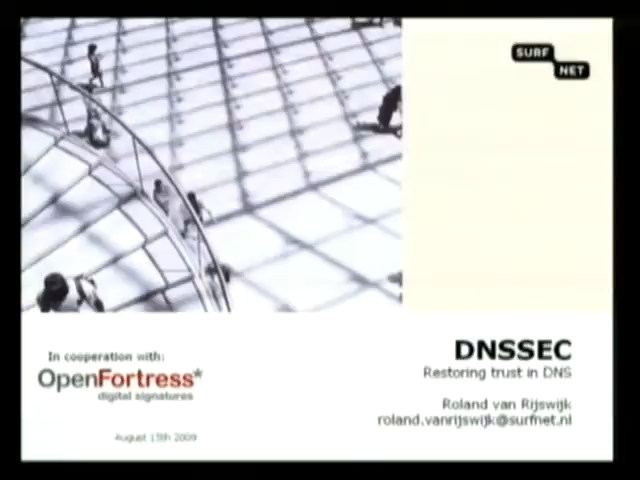 SURF
NET
In cooperation with:
OpenFortress*
digital signatures
August 15th 2009
DNSSEC
Restoring trust in DNS
Roland van Rijswijk
roland.vanrijswijk@surfnet.nl